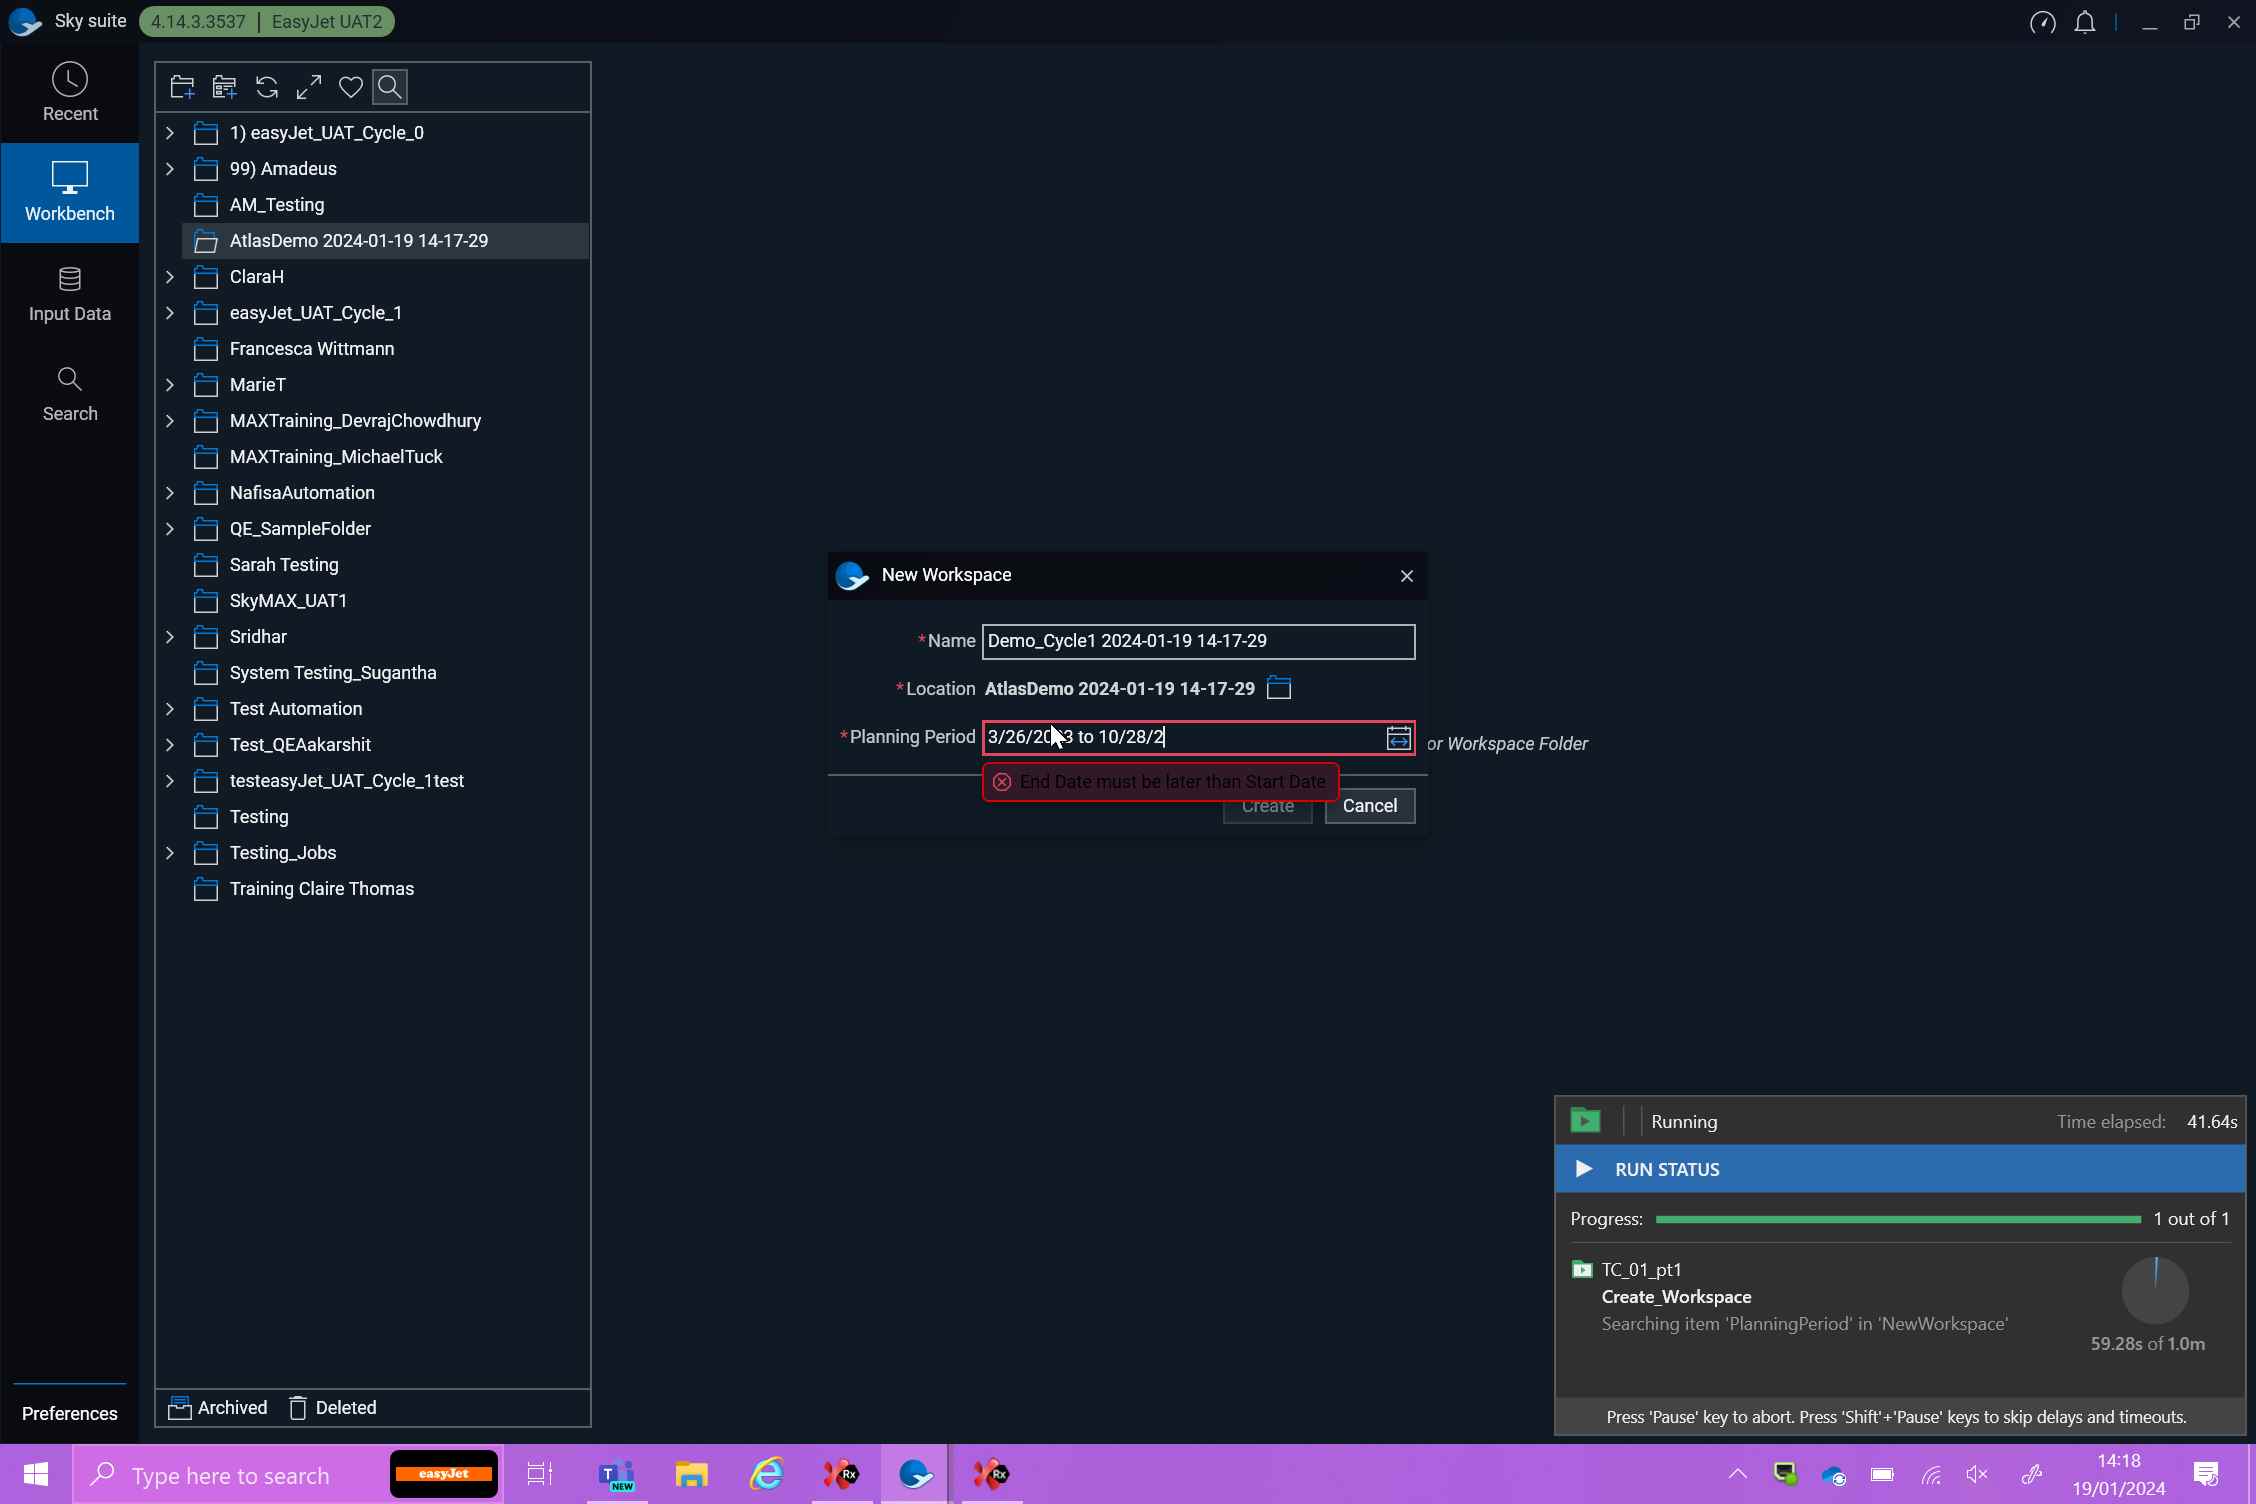 Sky suite
4.14.3.3537 | EasyJet UAT2
Recent
Workbench
Input Data
Search
1) easyJet_UAT_Cycle_0
99) Amadeus
AM_Testing
AtlasDemo 2024-01-19 14-17-29
ClaraH
easyJet_UAT_Cycle_1
Francesca Wittmann
MarieT
MAXTraining_DevrajChowdhury
MAXTraining_MichaelTuck
NafisaAutomation
QE_SampleFolder
Sarah Testing
SkyMAX_UAT1
Sridhar
System Testing_Sugantha
Test Automation
Test_QEAakarshit
testeasyJet_UAT_Cycle_1test
Testing
Testing_Jobs
Training Claire Thomas
Archived
Deleted
Preferences
New Workspace
*Name Demo_Cycle1 2024-01-19 14-17-29
*Location AtlasDemo 2024-01-19 14-17-29
*Planning Period 3/26/2023 to 10/28/2
or Workspace Folder
End Date must be later than Start Date
Create
Cancel
Running
Time elapsed: 41.64s
RUN STATUS
Progress: 1 out of 1
TC_01_pt1
Create_Workspace
Searching item 'PlanningPeriod' in 'NewWorkspace'
59.28s of 1.0m
Press 'Pause' key to abort. Press 'Shift'+'Pause' keys to skip delays and timeouts.
Type here to search
easyJet
T
NEW
Rx
Rx
14:18
19/01/2024